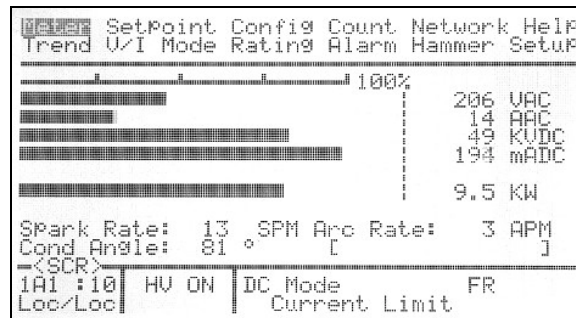 Meter SetPoint Config Count Network Help
Trend V/I Mode Rating Alarm Hammer Setup
100%
206 VAC
14 AAC
49 KVDC
194 mADC
9.5 KW
Spark Rate: 13 SPM Arc Rate: 3 APM
Cond Angle: 81 ° [ ]
<SCR>
1A1 :10 HV ON DC Mode FR
Loc/Loc Current Limit